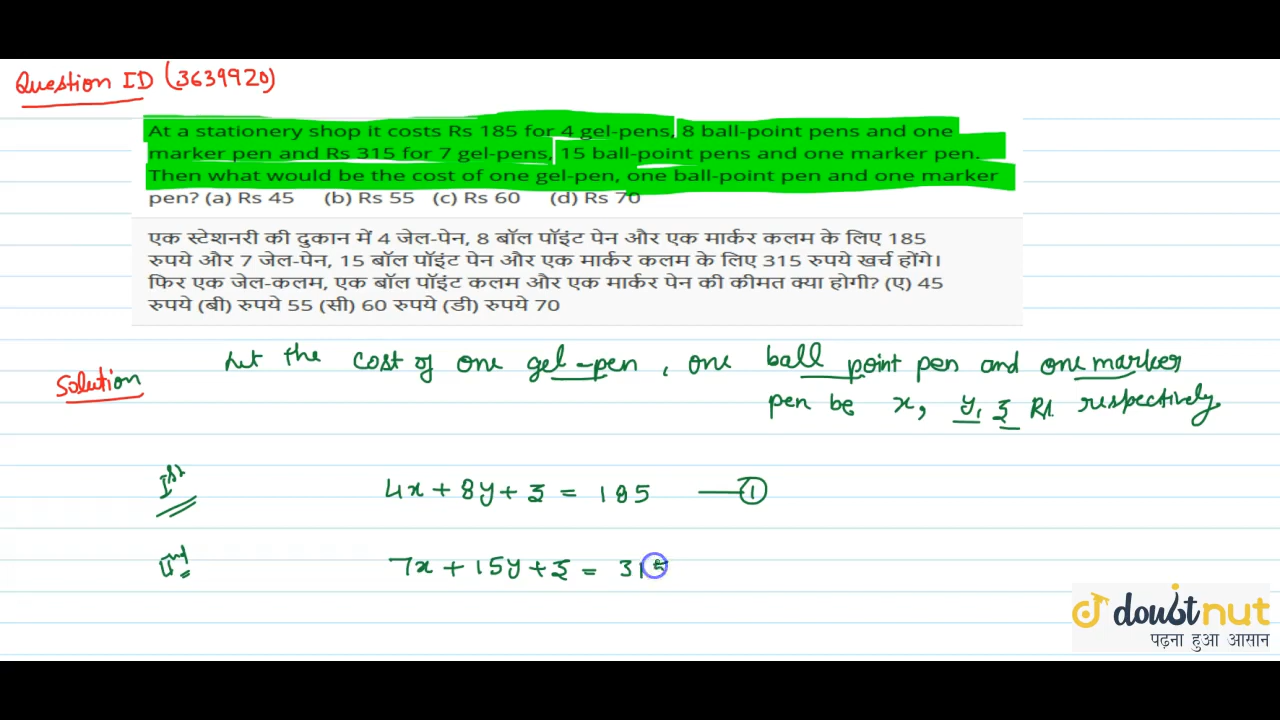 Question ID (3639920)
At a stationery shop it costs Rs 185 for 4 gel-pens, 8 ball-point pens and one
marker pen and Rs 315 for 7 gel-pens, 15 ball-point pens and one marker pen.
Then what would be the cost of one gel-pen, one ball-point pen and one marker
pen? (a) Rs 45 (b) Rs 55 (c) Rs 60 (d) Rs 70
एक स्टेशनरी की दुकान में 4 जेल-पेन, 8 बॉल पॉइंट पेन और एक मार्कर कलम के लिए 185
रुपये और 7 जेल-पेन, 15 बॉल पॉइंट पेन और एक मार्कर कलम के लिए 315 रुपये खर्च होंगे।
फिर एक जेल-कलम, एक बॉल पॉइंट कलम और एक मार्कर पेन की कीमत क्या होगी? (ए) 45
रुपये (बी) रुपये 55 (सी) रुपये 60 (डी) रुपये 70
Solution
Let the cost of one gel-pen, one ball point pen and one marker
pen be x, y, z Rs. respectively.
Ist 4x + 8y + z = 185 ①
IInd 7x + 15y + z = 315
doubtnut
पढ़ना हुआ आसान